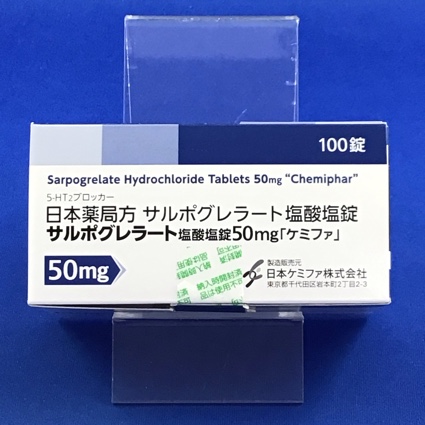 100錠
Sarpogrelate Hydrochloride Tablets 50mg “Chemiphar”
5-HT2ブロッカー
日本薬局方 サルポグレラート塩酸塩錠
サルポグレラート塩酸塩錠50mg「ケミファ」
50mg
製造販売元
日本ケミファ株式会社
東京都千代田区岩本町2丁目2-3